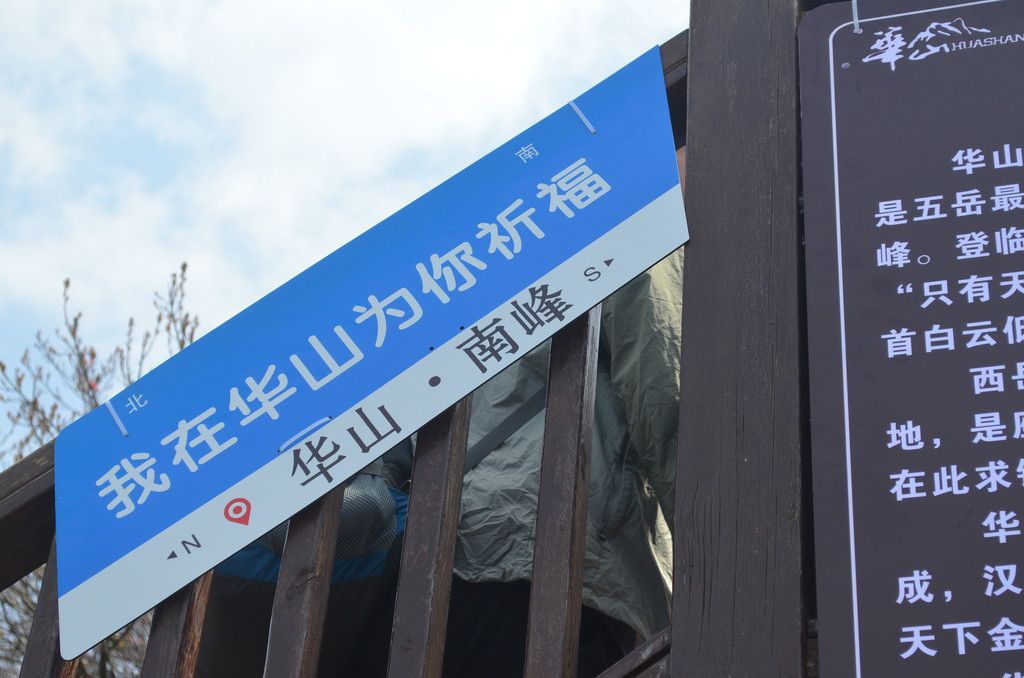 北
南
我在华山为你祈福
◂N
华山·南峰
S▸
華山 HUASHAN
华山
是五岳最
峰。登临
“只有天
首白云低
西岳
地，是
在此求
华
成，汉
天下金